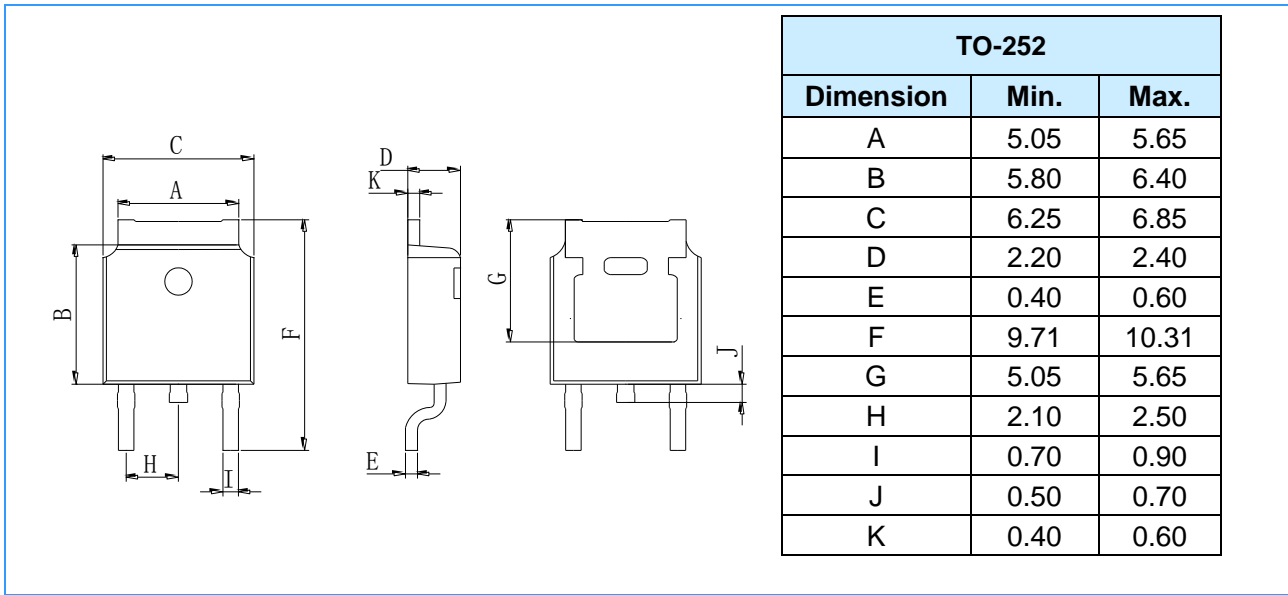 C
A
B
F
H
I
D
K
E
G
J
TO-252
Dimension Min. Max.
A 5.05 5.65
B 5.80 6.40
C 6.25 6.85
D 2.20 2.40
E 0.40 0.60
F 9.71 10.31
G 5.05 5.65
H 2.10 2.50
I 0.70 0.90
J 0.50 0.70
K 0.40 0.60